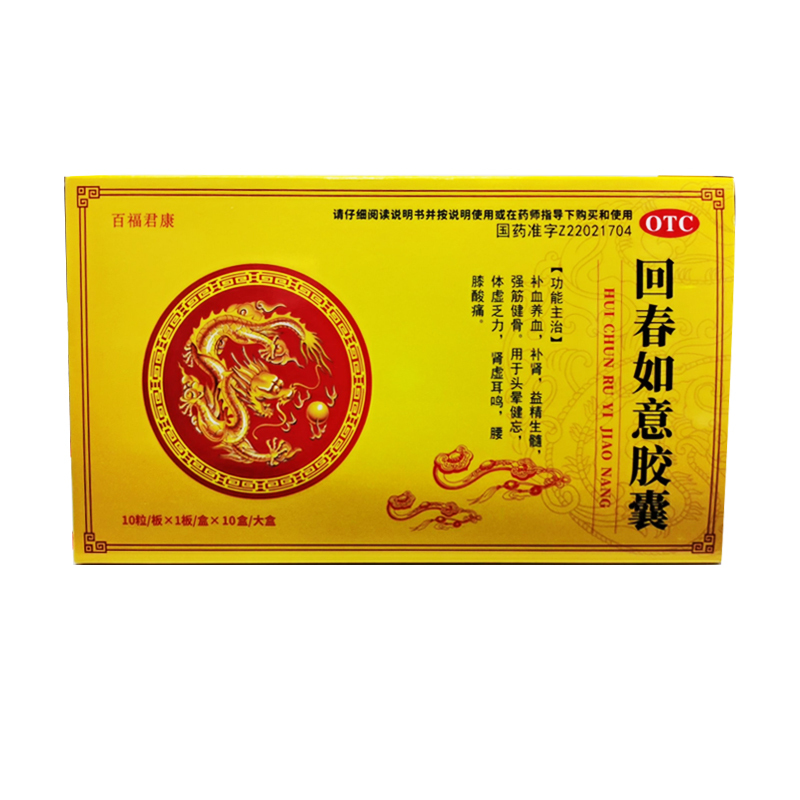 百福君康
请仔细阅读说明书并按说明使用或在药师指导下购买和使用
国药准字Z22021704
OTC
回春如意胶囊
HUI CHUN RU YI JIAO NANG
【功能主治】
补血养血，补肾，益精生髓，
强筋健骨。用于头晕健忘，
体虚乏力，肾虚耳鸣，腰
膝酸痛。
10粒/板×1板/盒×10盒/大盒